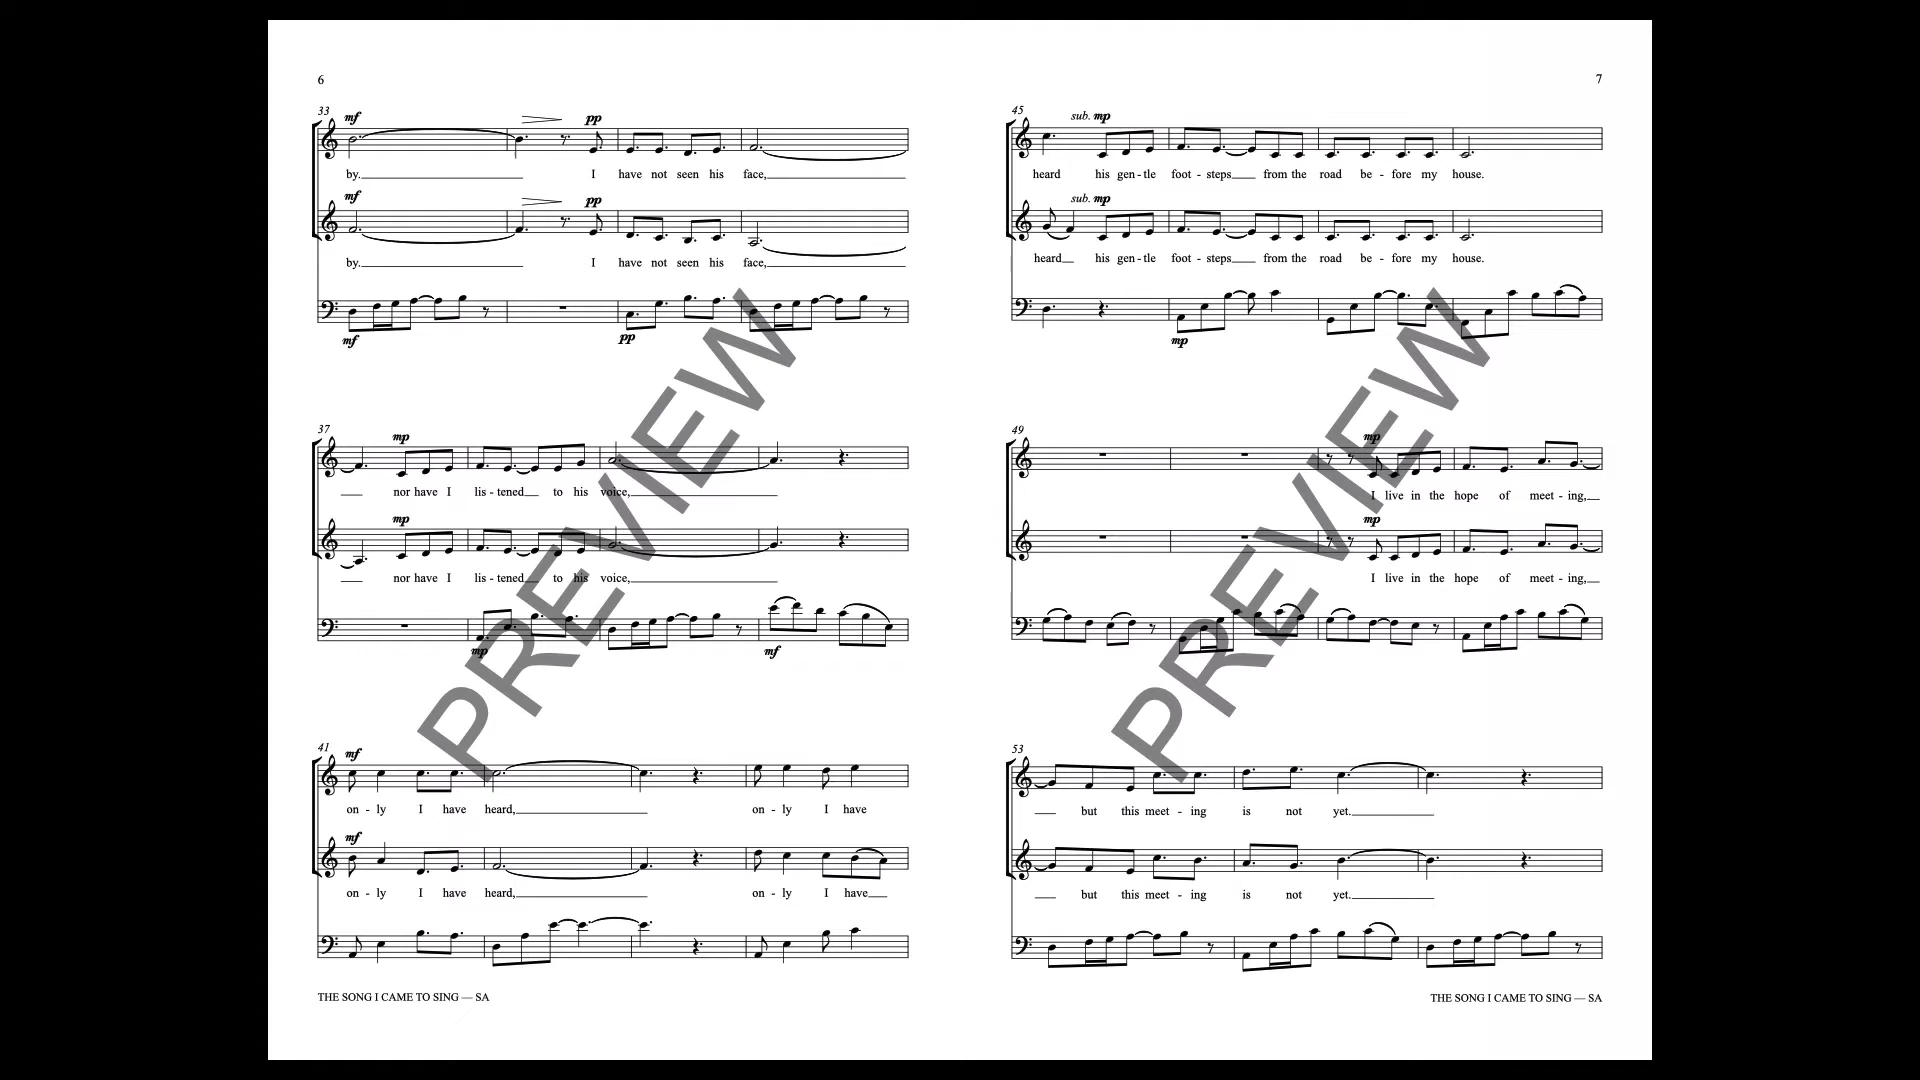 6
33
mf
pp
by. I have not seen his face,
mf
pp
by. I have not seen his face,
mf
pp
37
mp
nor have I lis - tened to his voice,
mp
nor have I lis - tened to his voice,
mp
mf
41
mf
on - ly I have heard, on - ly I have
mf
on - ly I have heard, on - ly I have
THE SONG I CAME TO SING — SA
PREVIEW
7
45
sub. mp
heard his gen - tle foot - steps from the road be - fore my house.
sub. mp
heard his gen - tle foot - steps from the road be - fore my house.
mp
49
mp
I live in the hope of meet - ing,
mp
I live in the hope of meet - ing,
53
but this meet - ing is not yet.
but this meet - ing is not yet.
THE SONG I CAME TO SING — SA
PREVIEW